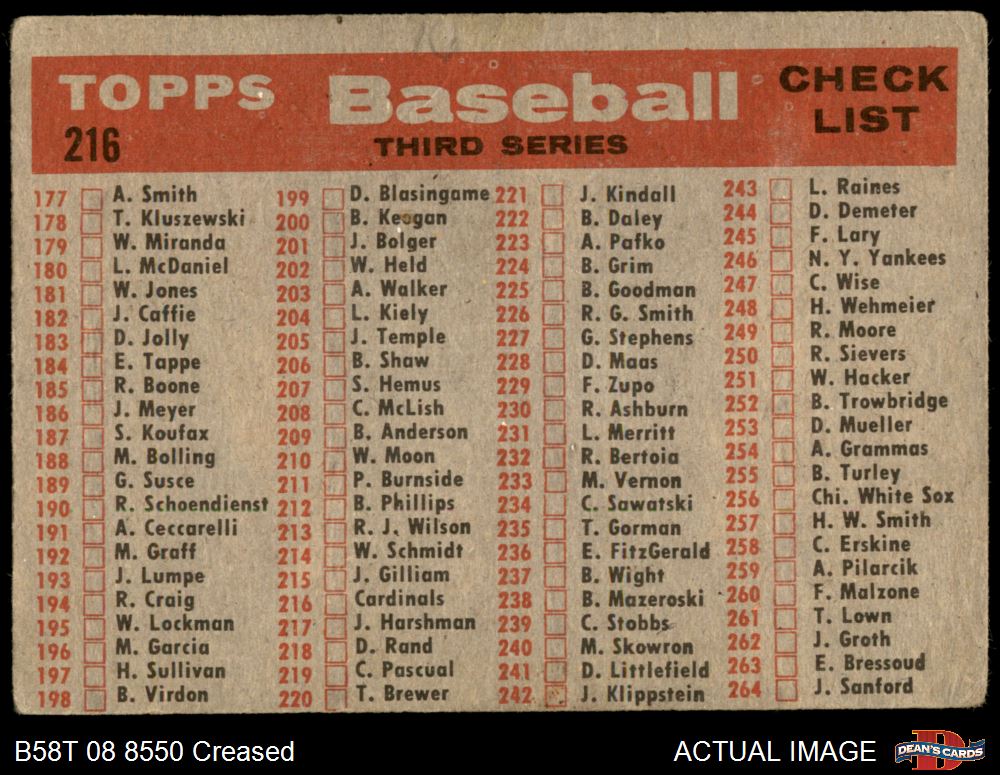 TOPPS Baseball CHECK LIST
216 THIRD SERIES
177 A. Smith
178 T. Kluszewski
179 W. Miranda
180 L. McDaniel
181 W. Jones
182 J. Caffie
183 D. Jolly
184 E. Tappe
185 R. Boone
186 J. Meyer
187 S. Koufax
188 M. Bolling
189 G. Susce
190 R. Schoendienst
191 A. Ceccarelli
192 M. Graff
193 J. Lumpe
194 R. Craig
195 W. Lockman
196 M. Garcia
197 H. Sullivan
198 B. Virdon
199 D. Blasingame
200 B. Keogan
201 J. Bolger
202 W. Held
203 A. Walker
204 L. Kiely
205 J. Temple
206 B. Shaw
207 S. Hemus
208 C. McLish
209 B. Anderson
210 W. Moon
211 P. Burnside
212 B. Phillips
213 R. J. Wilson
214 W. Schmidt
215 J. Gilliam
216 Cardinals
217 J. Harshman
218 D. Rand
219 C. Pascual
220 T. Brewer
221 J. Kindall
222 B. Daley
223 A. Pafko
224 B. Grim
225 B. Goodman
226 R. G. Smith
227 G. Stephens
228 D. Maas
229 F. Zupo
230 R. Ashburn
231 L. Merritt
232 R. Bertoia
233 M. Vernon
234 C. Sawatski
235 T. Gorman
236 E. FitzGerald
237 B. Wight
238 B. Mazeroski
239 C. Stobbs
240 M. Skowron
241 D. Littlefield
242 J. Klippstein
243 L. Raines
244 D. Demeter
245 F. Lary
246 N. Y. Yankees
247 C. Wise
248 H. Wehmeier
249 R. Moore
250 R. Sievers
251 W. Hacker
252 B. Trowbridge
253 D. Mueller
254 A. Grammas
255 B. Turley
256 Chi. White Sox
257 H. W. Smith
258 C. Erskine
259 A. Pilarcik
260 F. Malzone
261 T. Lown
262 J. Groth
263 E. Bressoud
264 J. Sanford
B58T 08 8550 Creased
ACTUAL IMAGE
D
DEAN'S CARDS